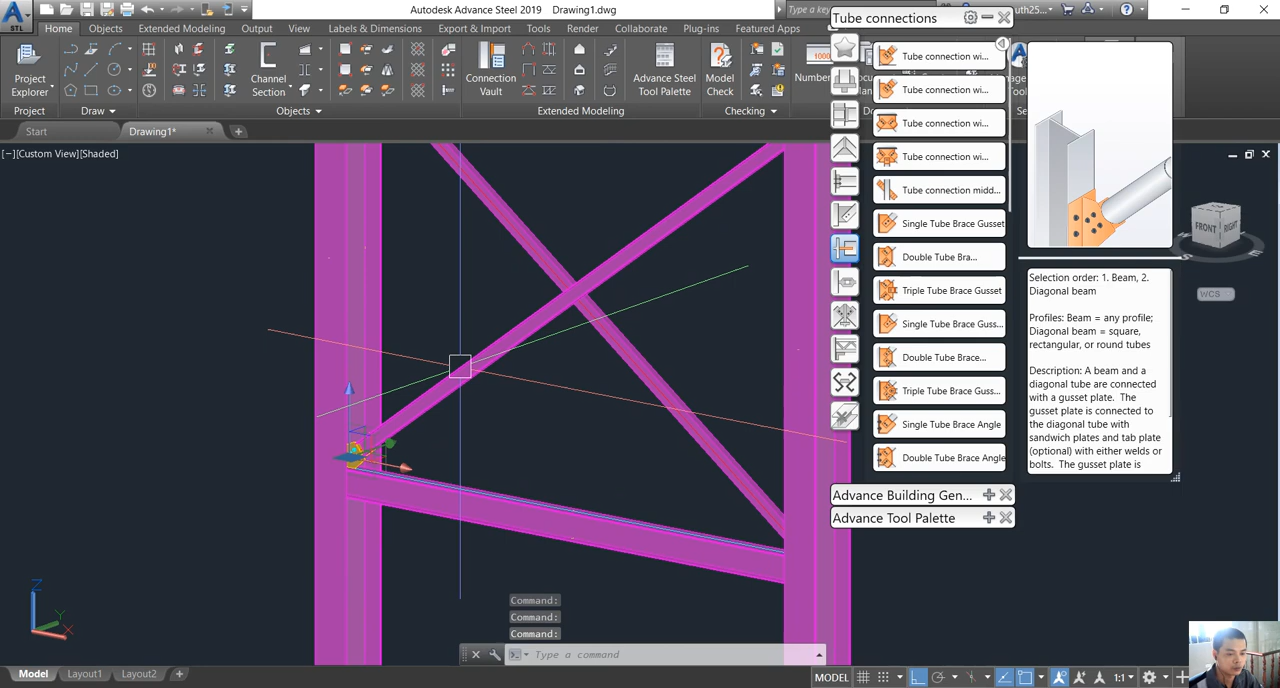 Autodesk Advance Steel 2019 Drawing1.dwg
STL
Home Objects Extended Modeling Output View Labels & Dimensions Export & Import Tools Render Collaborate Plug-ins Featured Apps
Project Explorer
Channel Section
Connection Vault
Advance Steel Tool Palette
Model Check
Project Draw Objects Extended Modeling Checking
Start Drawing1*
[−][Custom View][Shaded]
Tube connections
Tube connection wi...
Tube connection wi...
Tube connection wi...
Tube connection wi...
Tube connection midd...
Single Tube Brace Gusset
Double Tube Bra...
Triple Tube Brace Gusset
Single Tube Brace Guss...
Double Tube Brace...
Triple Tube Brace Guss...
Single Tube Brace Angle
Double Tube Brace Angle
Advance Building Gen...
Advance Tool Palette
Selection order: 1. Beam, 2.
Diagonal beam
Profiles: Beam = any profile;
Diagonal beam = square,
rectangular, or round tubes
Description: A beam and a
diagonal tube are connected
with a gusset plate. The
gusset plate is connected to
the diagonal tube with
sandwich plates and tab plate
(optional) with either welds or
bolts. The gusset plate is
FRONT RIGHT
WCS
Z
Y
X
Command:
Command:
Command:
Type a command
Model Layout1 Layout2
MODEL 1:1